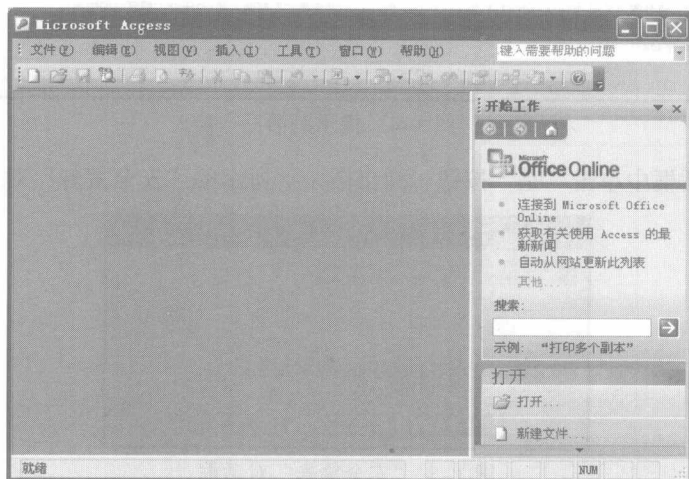 Microsoft Access
文件(F) 编辑(E) 视图(V) 插入(I) 工具(T) 窗口(W) 帮助(H) 键入需要帮助的问题
开始工作
Microsoft
Office Online
连接到 Microsoft Office
Online
获取有关使用 Access 的最
新新闻
自动从网站更新此列表
其他...
搜索:
示例: “打印多个副本”
打开
打开...
新建文件...
就绪 NUM